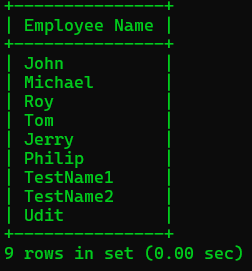 +----------------+
| Employee Name |
+----------------+
| John |
| Michael |
| Roy |
| Tom |
| Jerry |
| Philip |
| TestName1 |
| TestName2 |
| Udit |
+----------------+
9 rows in set (0.00 sec)